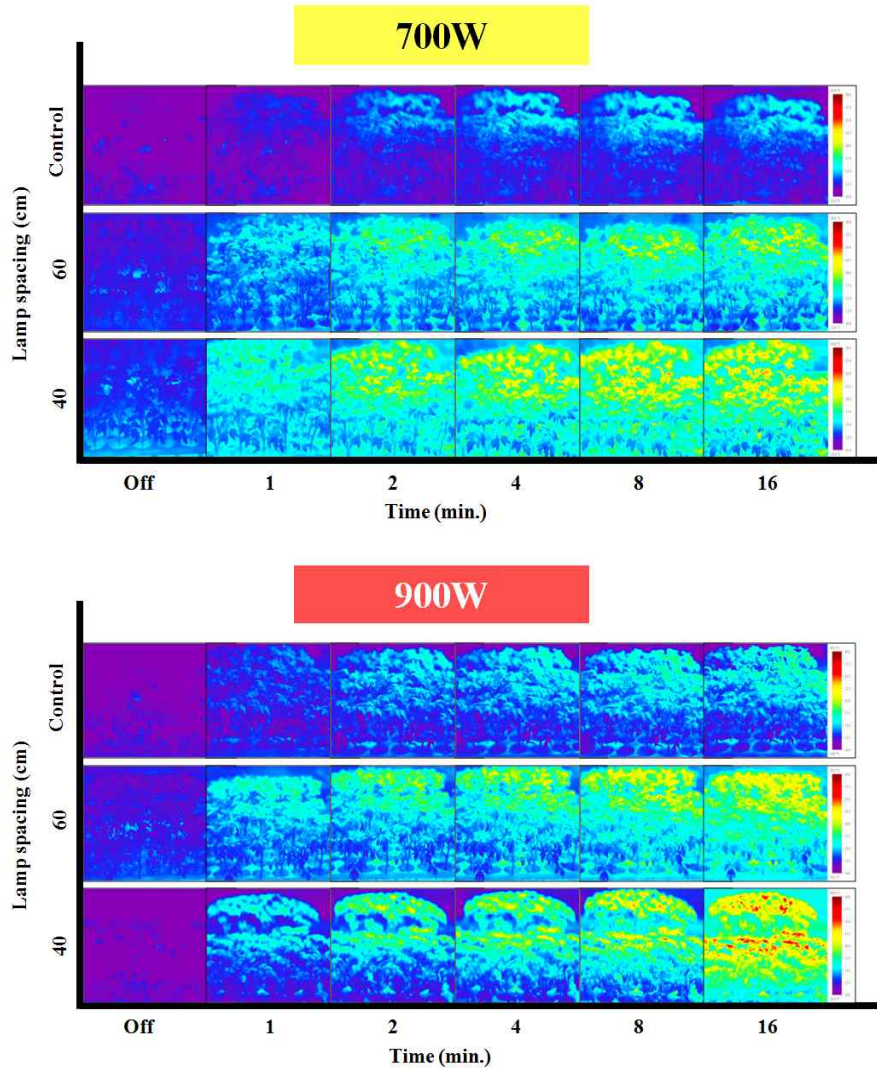 700W
Control
60
40
Lamp spacing (cm)
Off 1 2 4 8 16
Time (min.)
900W
Control
60
40
Lamp spacing (cm)
Off 1 2 4 8 16
Time (min.)